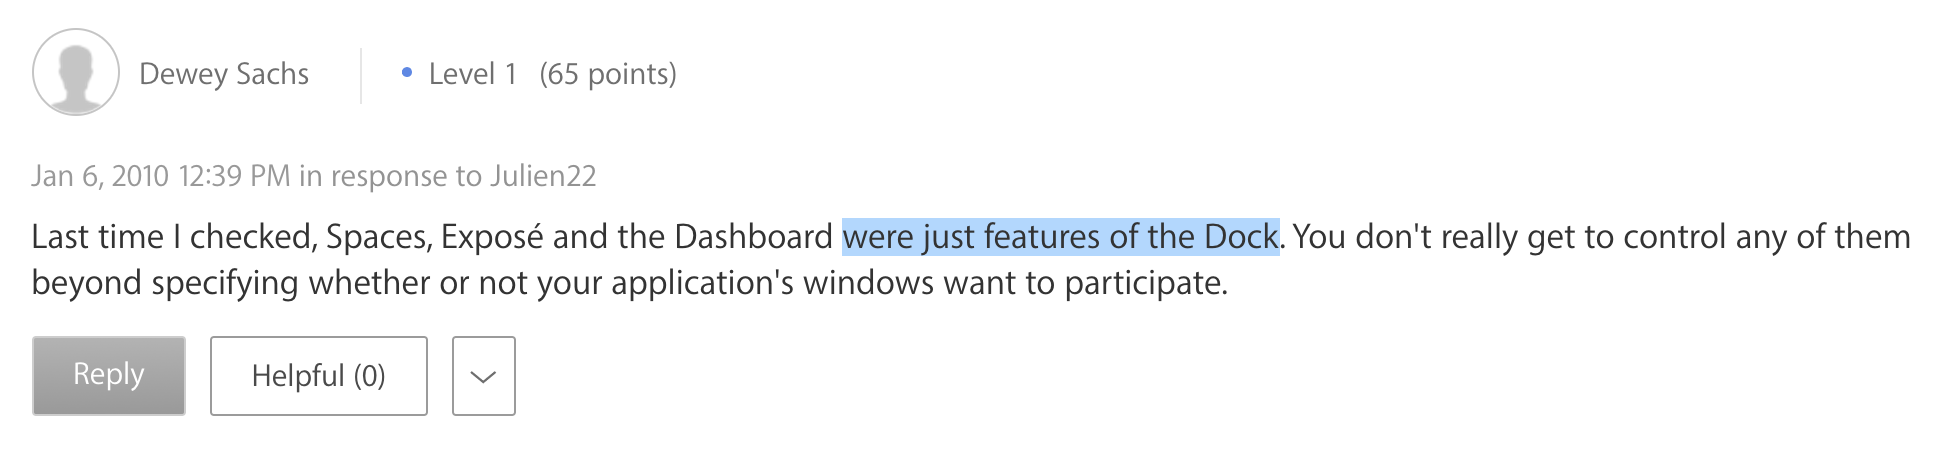 Dewey Sachs
Level 1 (65 points)
Jan 6, 2010 12:39 PM in response to Julien22
Last time I checked, Spaces, Exposé and the Dashboard were just features of the Dock. You don't really get to control any of them
beyond specifying whether or not your application's windows want to participate.
Reply
Helpful (0)